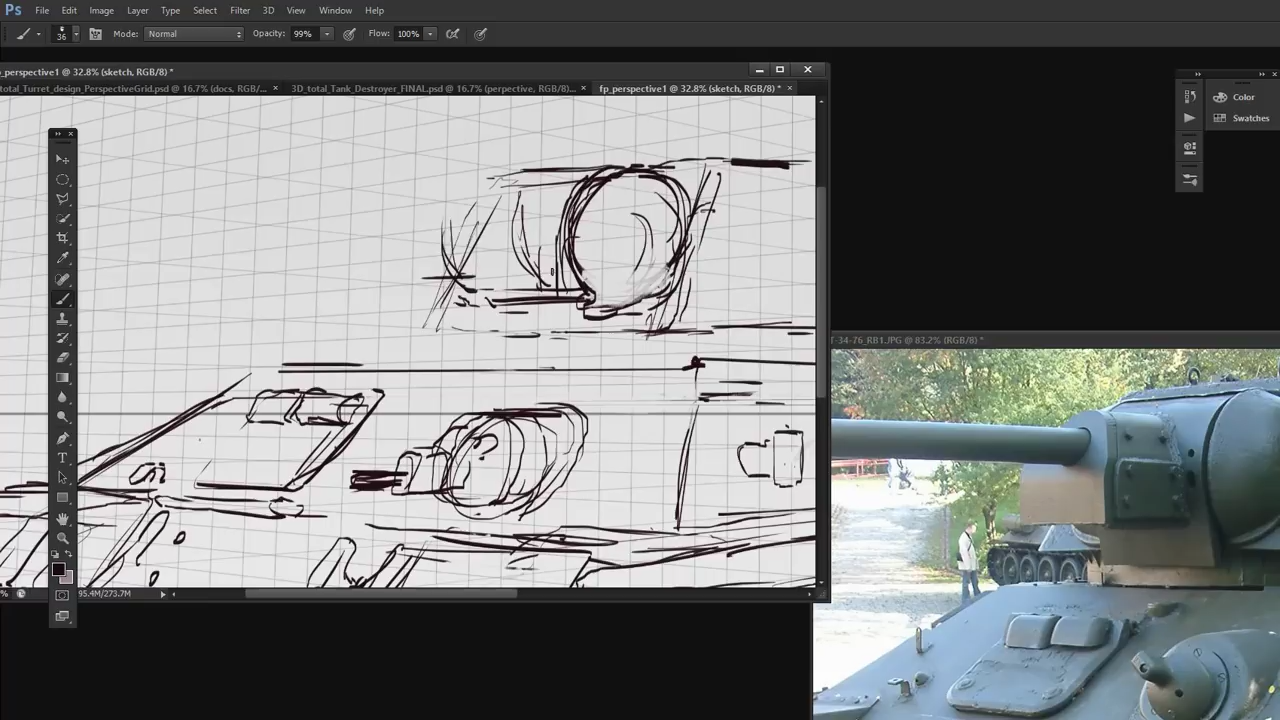 Ps File Edit Image Layer Type Select Filter 3D View Window Help
36 Mode: Normal Opacity: 99% Flow: 100%
p_perspective1 @ 32.8% (sketch, RGB/8) *
total_Turret_design_PerspectiveGrid.psd @ 16.7% (docs, RGB/... × 3D_total_Tank_Destroyer_FINAL.psd @ 16.7% (perpective, RGB/8)... × fp_perspective1 @ 32.8% (sketch, RGB/8) * ×
Color
Swatches
T-34-76_RB1.JPG @ 83.2% (RGB/8) *
% 95.4M/273.7M